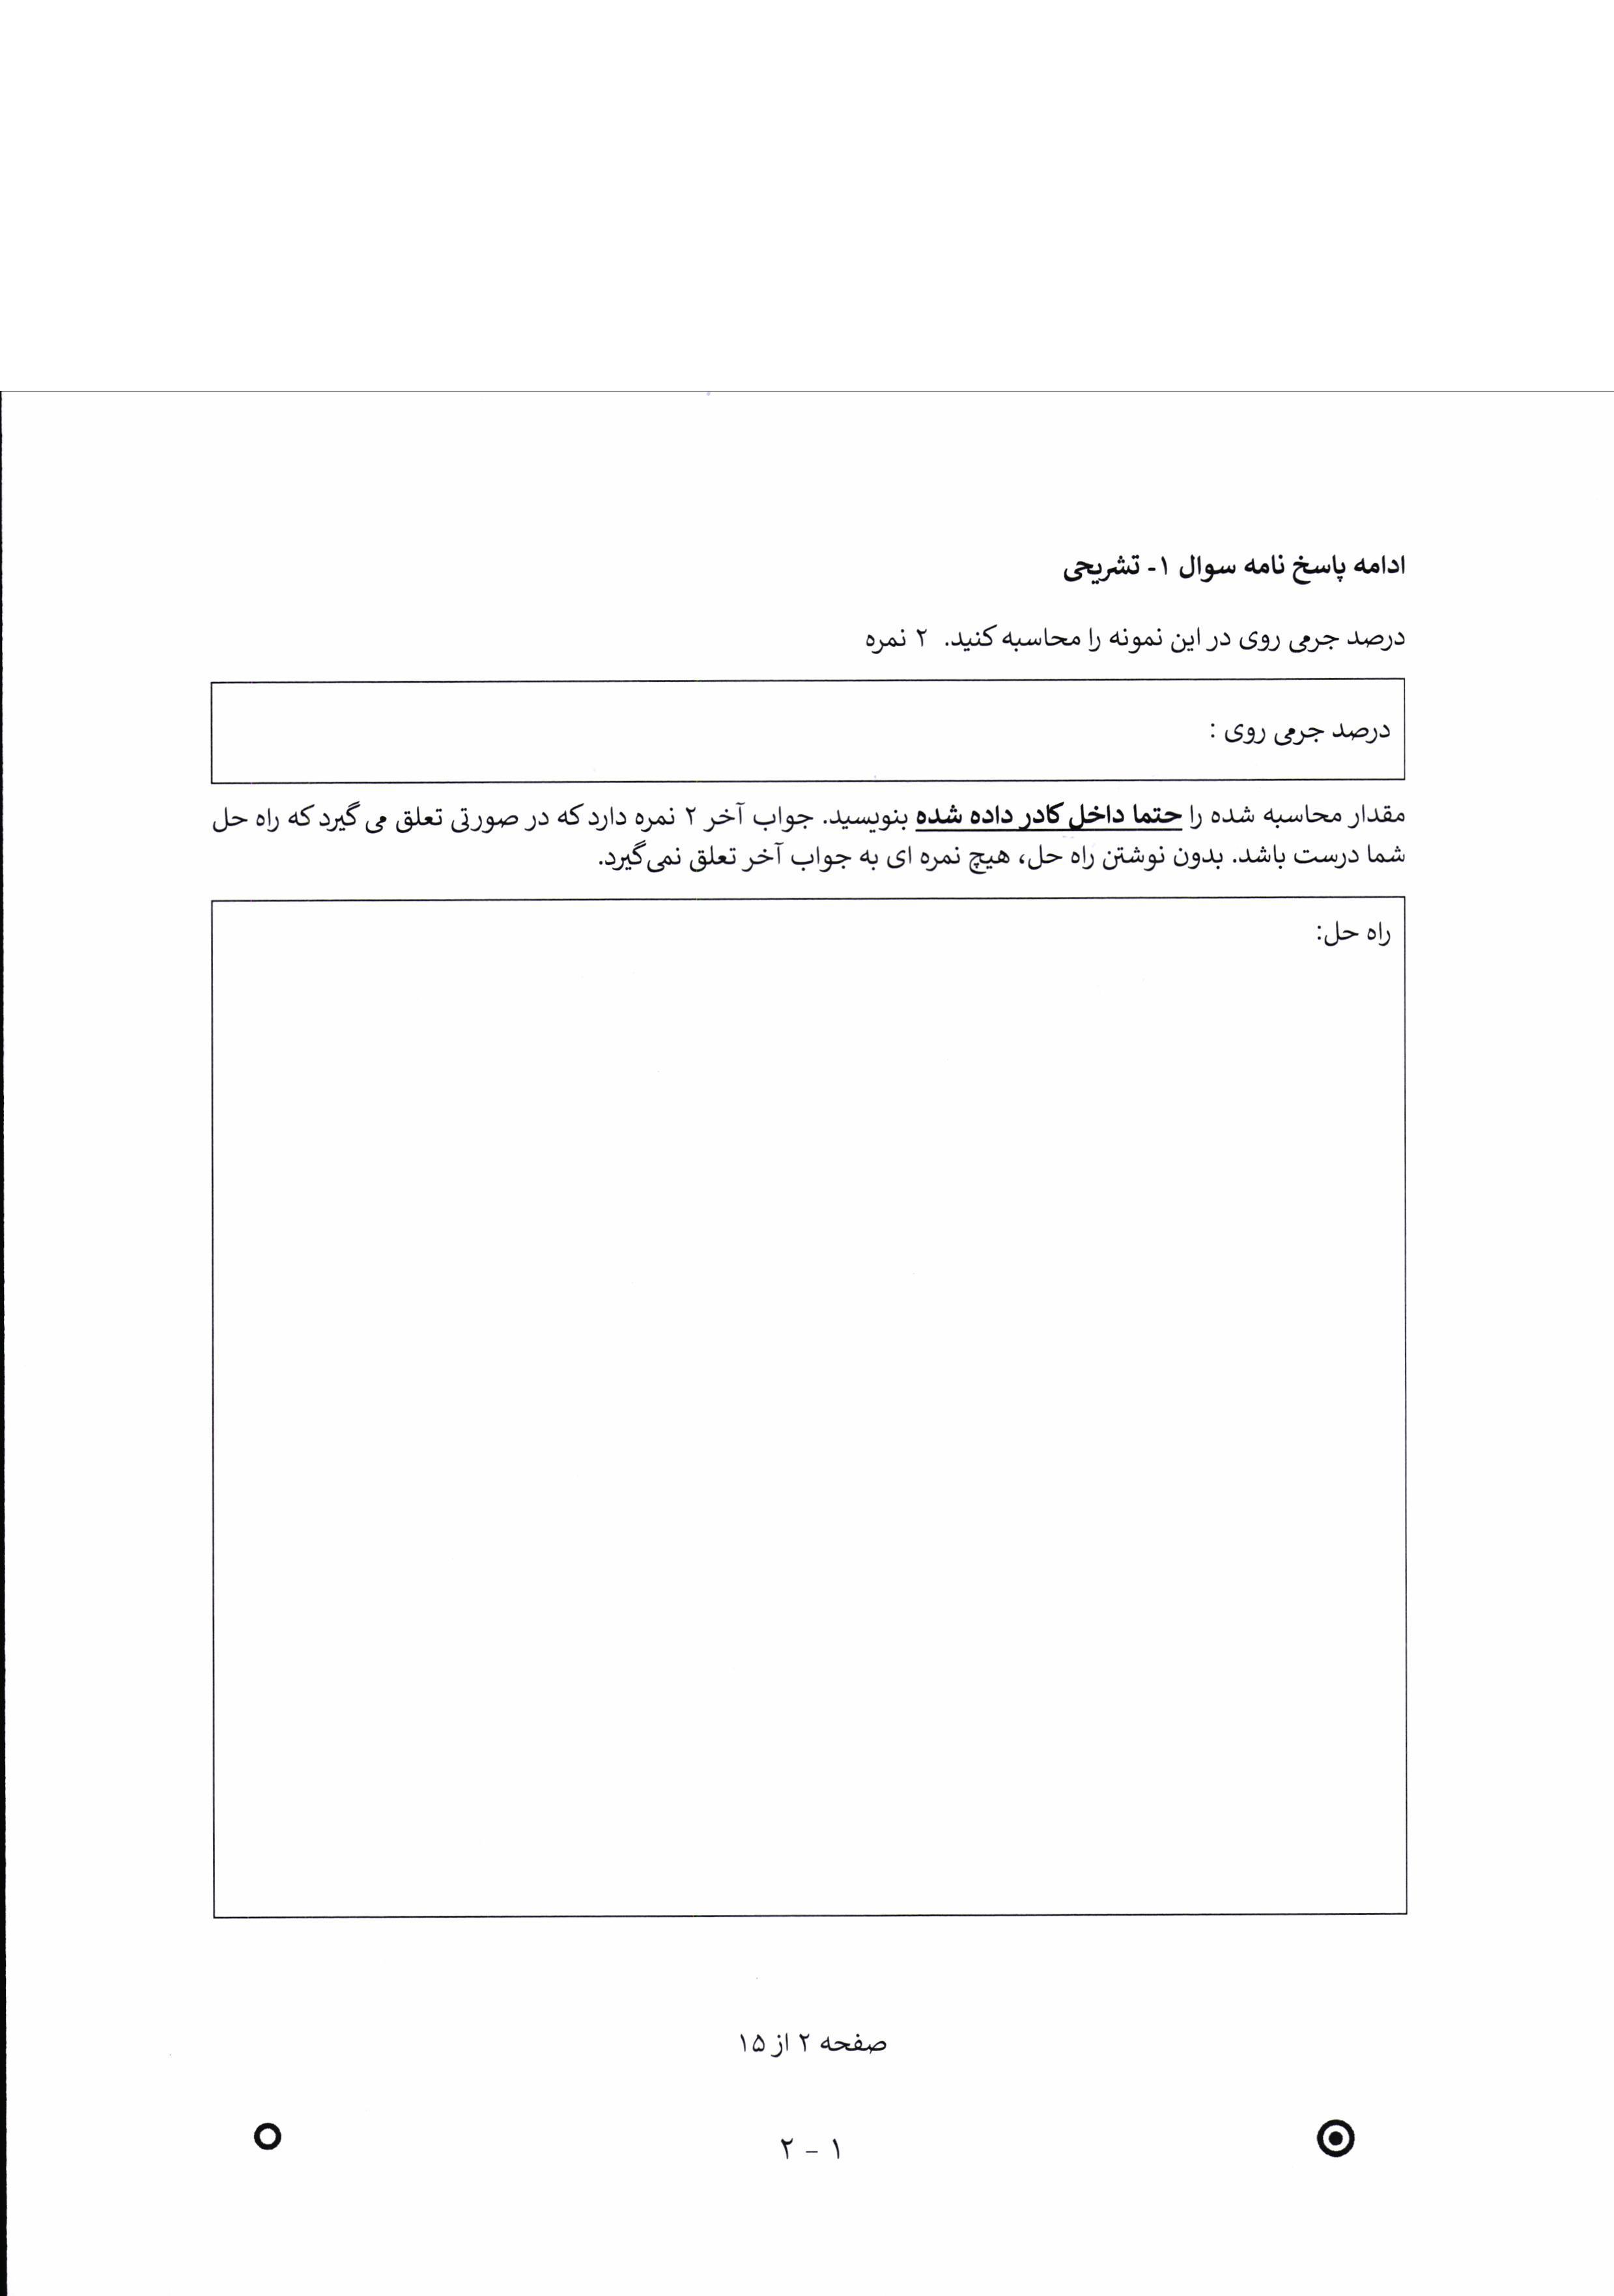 ادامه پاسخ نامه سوال ۱- تشریحی
درصد جرمی روی در این نمونه را محاسبه کنید. ۲ نمره
درصد جرمی روی :
مقدار محاسبه شده را حتما داخل کادر داده شده بنویسید. جواب آخر ۲ نمره دارد که در صورتی تعلق می گیرد که راه حل
شما درست باشد. بدون نوشتن راه حل، هیچ نمره ای به جواب آخر تعلق نمی‌گیرد.
راه حل:
صفحه ۲ از ۱۵
۱ - ۲